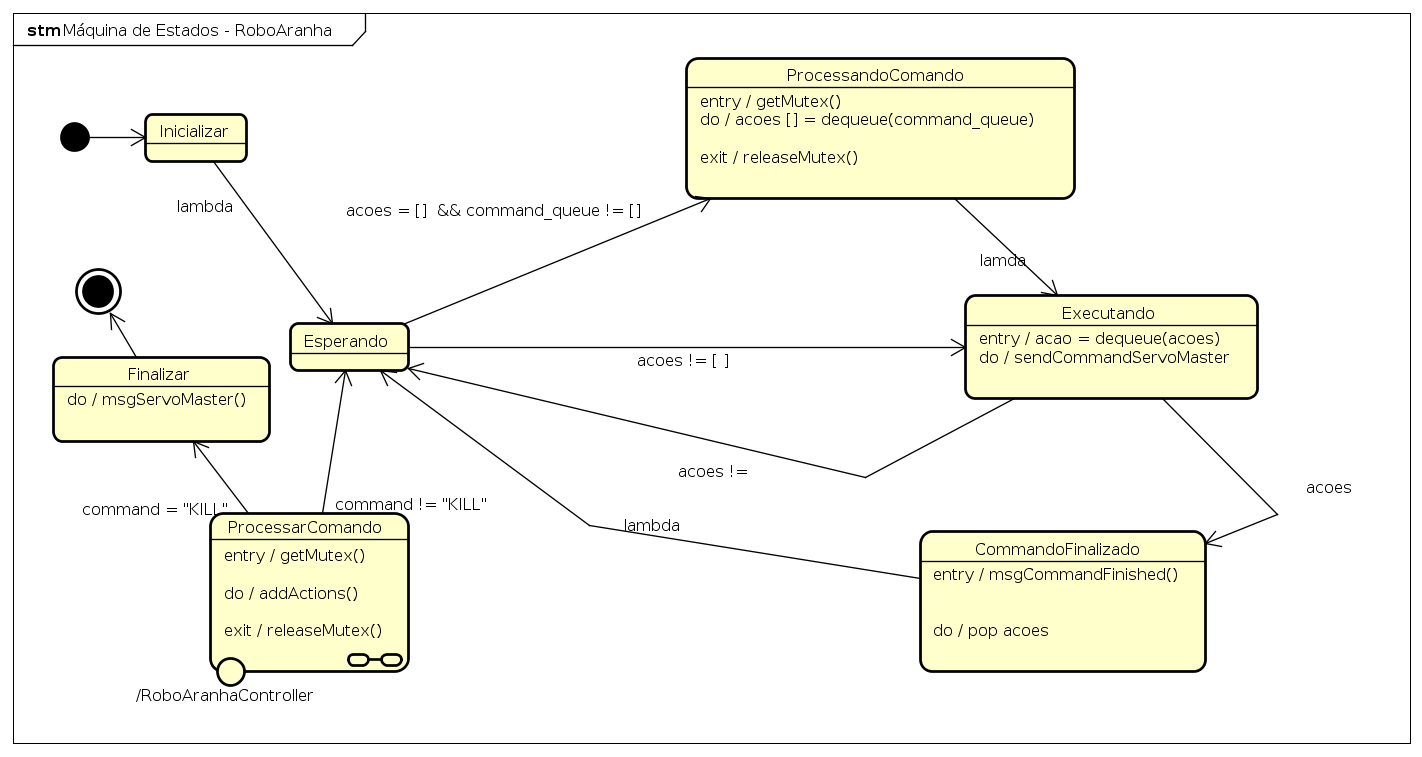 stm Máquina de Estados - RoboAranha
ProcessandoComando
entry / getMutex()
do / acoes [] = dequeue(command_queue)
exit / releaseMutex()
Inicializar
lambda
acoes = [] && command_queue != []
lamda
Executando
entry / acao = dequeue(acoes)
do / sendCommandServoMaster
Esperando
acoes != [ ]
Finalizar
do / msgServoMaster()
acoes !=
acoes
command = "KILL"
command != "KILL"
lambda
ProcessarComando
entry / getMutex()
do / addActions()
exit / releaseMutex()
/RoboAranhaController
CommandoFinalizado
entry / msgCommandFinished()
do / pop acoes